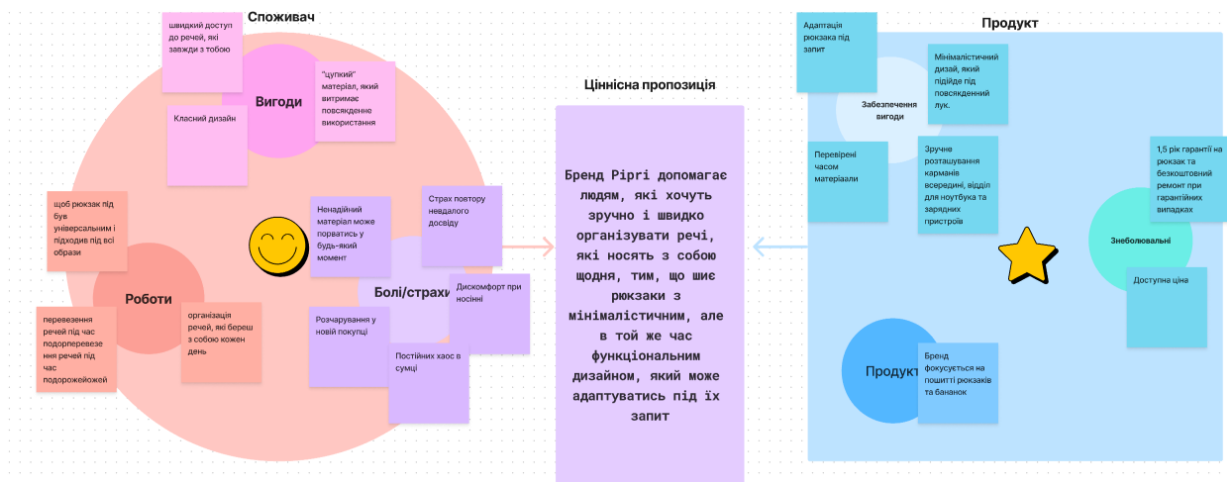 Споживач
швидкий доступ
до речей, які
завжди з тобою
Вигоди
"цупкий"
матеріал, який
витримає
повсякденне
використання
Класний дизайн
щоб рюкзак під
був
універсальним і
підходив під всі
образи
Роботи
перевезення
речей під час
подорперевезе
ння речей під
час
подорожейожей
організація
речей, які береш
з собою кожен
день
Ненадійний
матеріал може
порватись у
будь-який
момент
Страх повтору
невдалого
досвіду
Болі/страхи
Дискомфорт при
носінні
Розчарування у
новій покупці
Постійних хаос в
сумці
Ціннісна пропозиція
Бренд Pipri допомагає
людям, які хочуть
зручно і швидко
організувати речі,
які носять з собою
щодня, тим, що шиє
рюкзаки з
мінімалістичним, але
в той же час
функціональним
дизайном, який може
адаптуватись під їх
запит
Продукт
Адаптація
рюкзака під
запит
Мінімалістичний
дизай, який
підійде під
повсякденний
лук.
Забезпечення
вигоди
Перевірені
часом
матеріаали
Зручне
розташування
карманів
всередині, відділ
для ноутбука та
зарядних
пристроїв
1,5 рік гарантії на
рюкзак та
безкоштовний
ремонт при
гарантійних
випадках
Знеболювальні
Доступна ціна
Продукт
Бренд
фокусується на
пошитті рюкзаків
та бананок